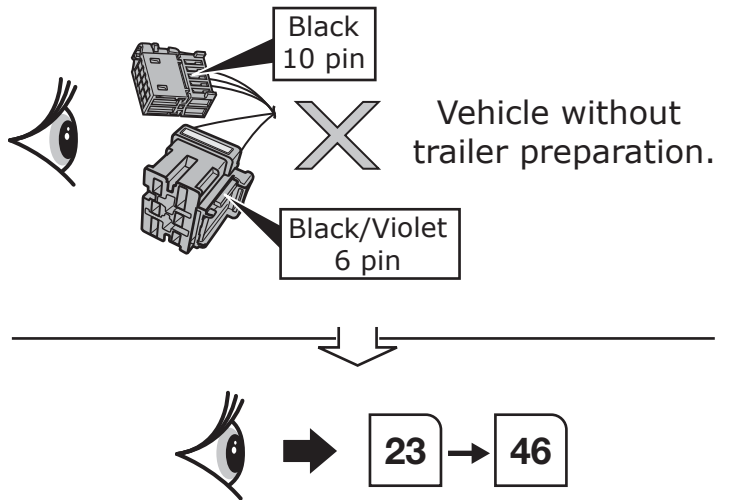 Black
10 pin
Vehicle without
trailer preparation.
Black/Violet
6 pin
23
46